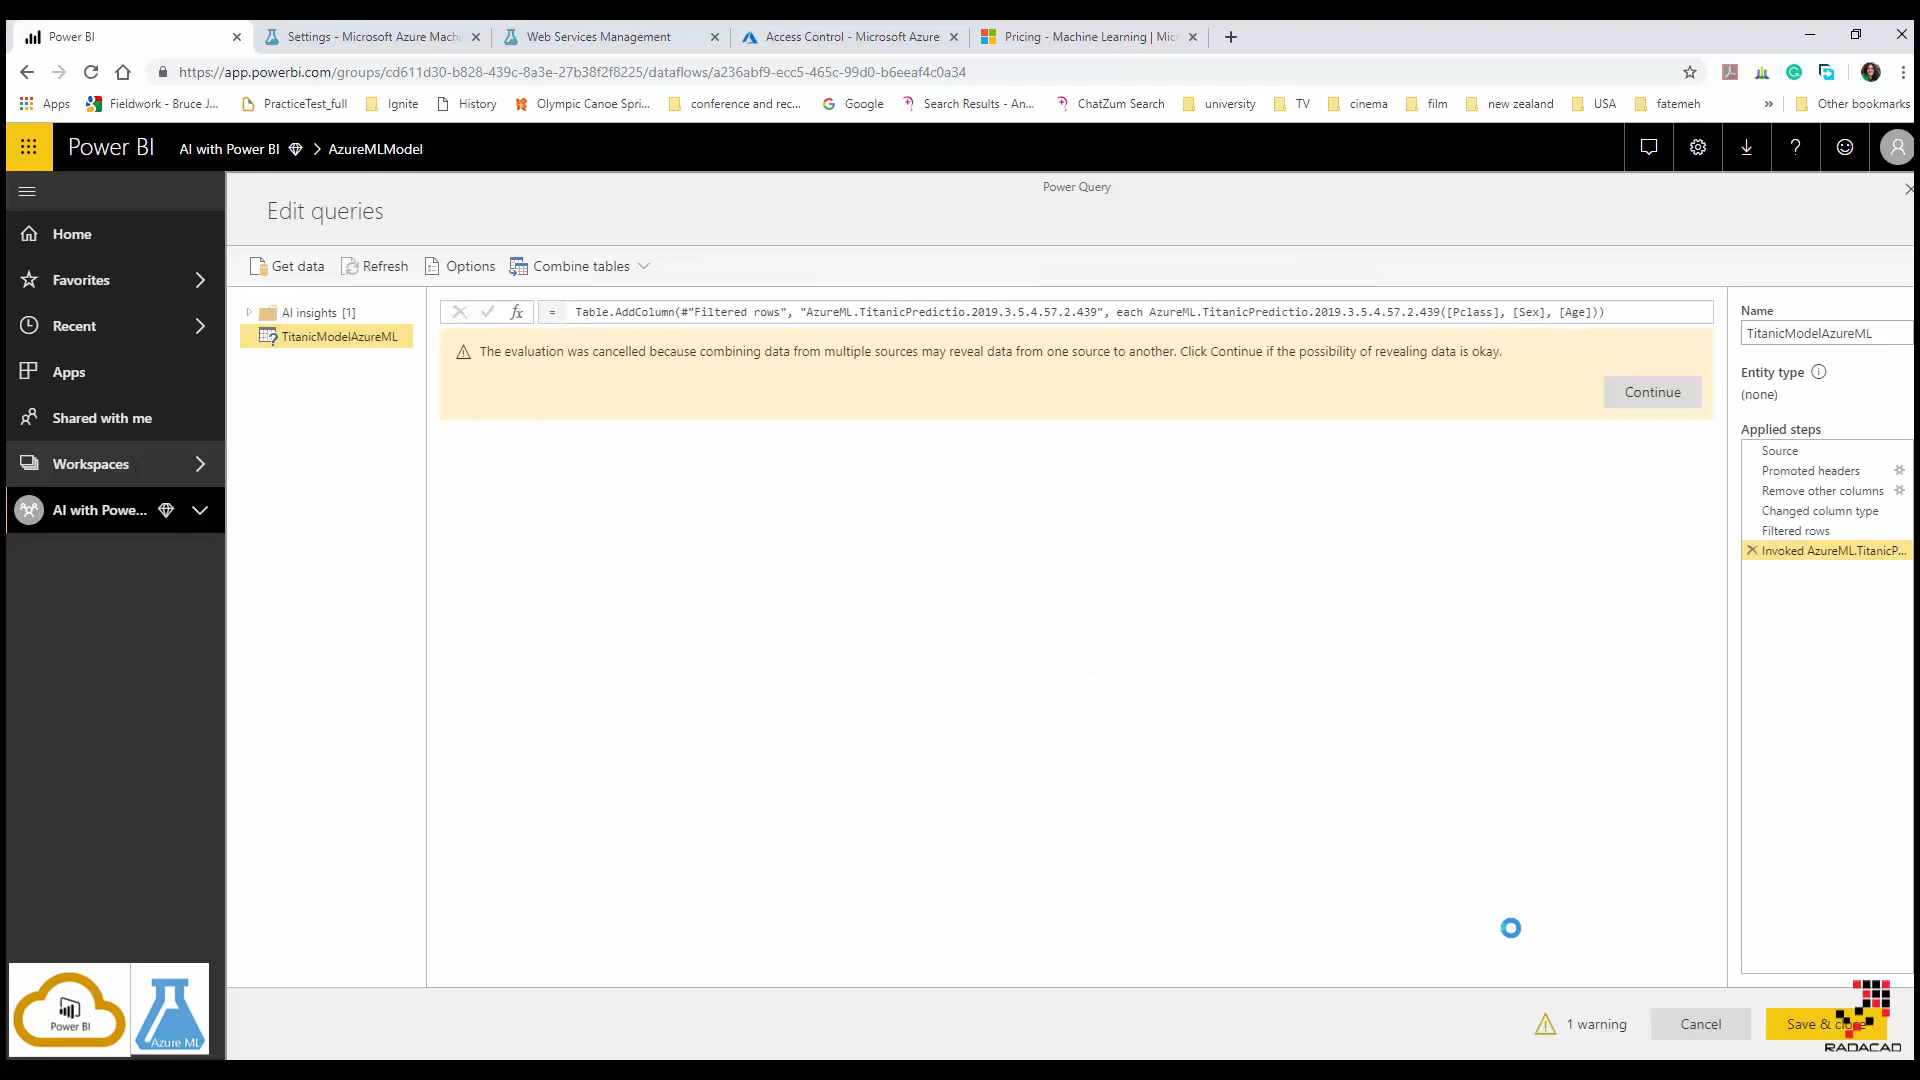 Power BI
Settings - Microsoft Azure Mach
Web Services Management
Access Control - Microsoft Azure
Pricing - Machine Learning | Mic
https://app.powerbi.com/groups/cd611d30-b828-439c-8a3e-27b38f2f8225/dataflows/a236abf9-ecc5-465c-99d0-b6eeaf4c0a34
Apps
Fieldwork - Bruce J...
PracticeTest_full
Ignite
History
Olympic Canoe Spri...
conference and rec...
Google
Search Results - An...
ChatZum Search
university
TV
cinema
film
new zealand
USA
fatemeh
»
Other bookmarks
Power BI
AI with Power BI > AzureMLModel
Power Query
Edit queries
Home
Favorites
Recent
Apps
Shared with me
Workspaces
AI with Powe...
Get data
Refresh
Options
Combine tables
AI insights [1]
TitanicModelAzureML
fx
= Table.AddColumn(#"Filtered rows", "AzureML.TitanicPredictio.2019.3.5.4.57.2.439", each AzureML.TitanicPredictio.2019.3.5.4.57.2.439([Pclass], [Sex], [Age]))
The evaluation was cancelled because combining data from multiple sources may reveal data from one source to another. Click Continue if the possibility of revealing data is okay.
Continue
Name
TitanicModelAzureML
Entity type
(none)
Applied steps
Source
Promoted headers
Remove other columns
Changed column type
Filtered rows
Invoked AzureML.TitanicP...
1 warning
Cancel
Save &
Power BI
Azure ML
RADACAD